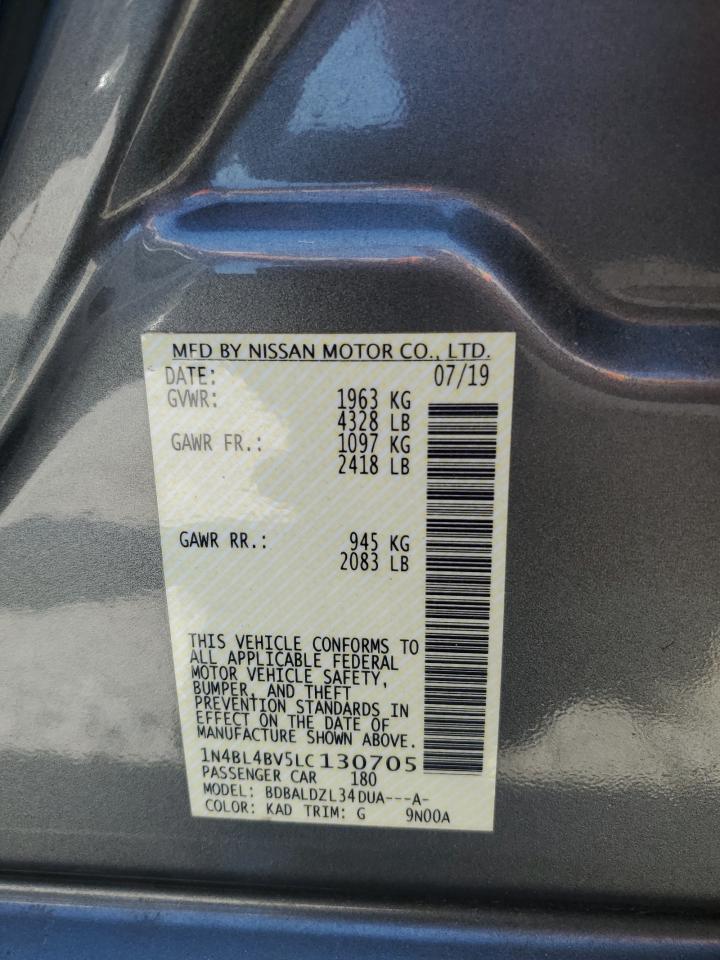 MFD BY NISSAN MOTOR CO., LTD.
DATE: 07/19
GVWR: 1963 KG
4328 LB
GAWR FR.: 1097 KG
2418 LB
GAWR RR.: 945 KG
2083 LB
THIS VEHICLE CONFORMS TO
ALL APPLICABLE FEDERAL
MOTOR VEHICLE SAFETY,
BUMPER, AND THEFT
PREVENTION STANDARDS IN
EFFECT ON THE DATE OF
MANUFACTURE SHOWN ABOVE.
1N4BL4BV5LC130705
PASSENGER CAR 180
MODEL: BDBALDZL34DUA---A-
COLOR: KAD TRIM: G 9N00A